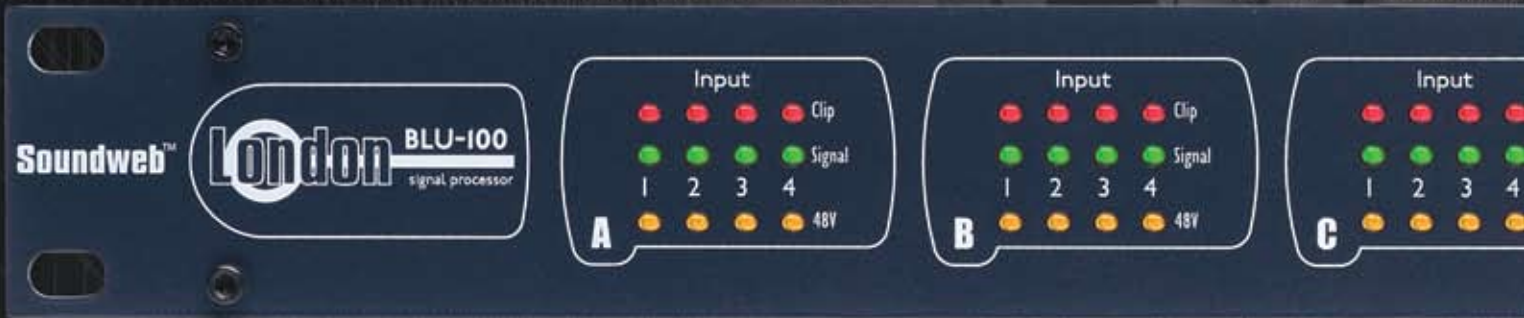 Soundweb™
London
BLU-100
signal processor
Input
Clip
Signal
1 2 3 4
48V
A
Input
Clip
Signal
1 2 3 4
48V
B
Input
1 2 3 4
C